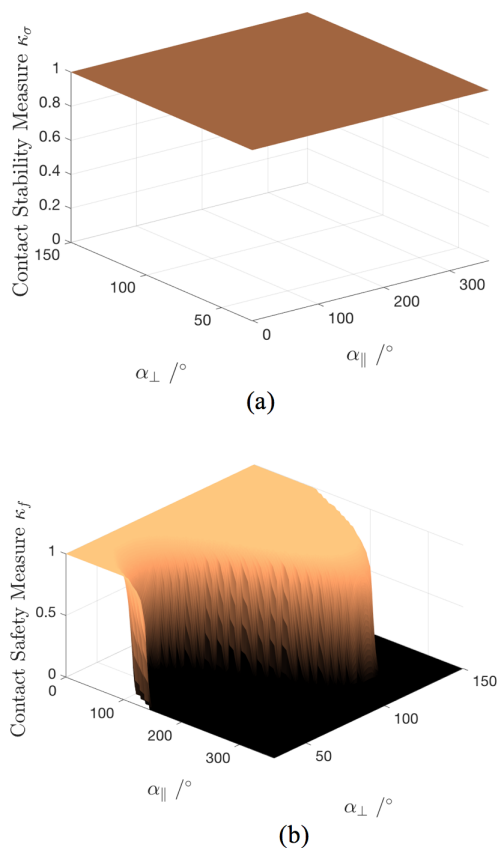 Contact Stability Measure κσ
1
0.8
0.6
0.4
0.2
0
150
100
50
0
100
200
300
α⊥ /°
α∥ /°
(a)
Contact Safety Measure κf
1
0.5
0
0
100
200
300
50
100
150
α∥ /°
α⊥ /°
(b)